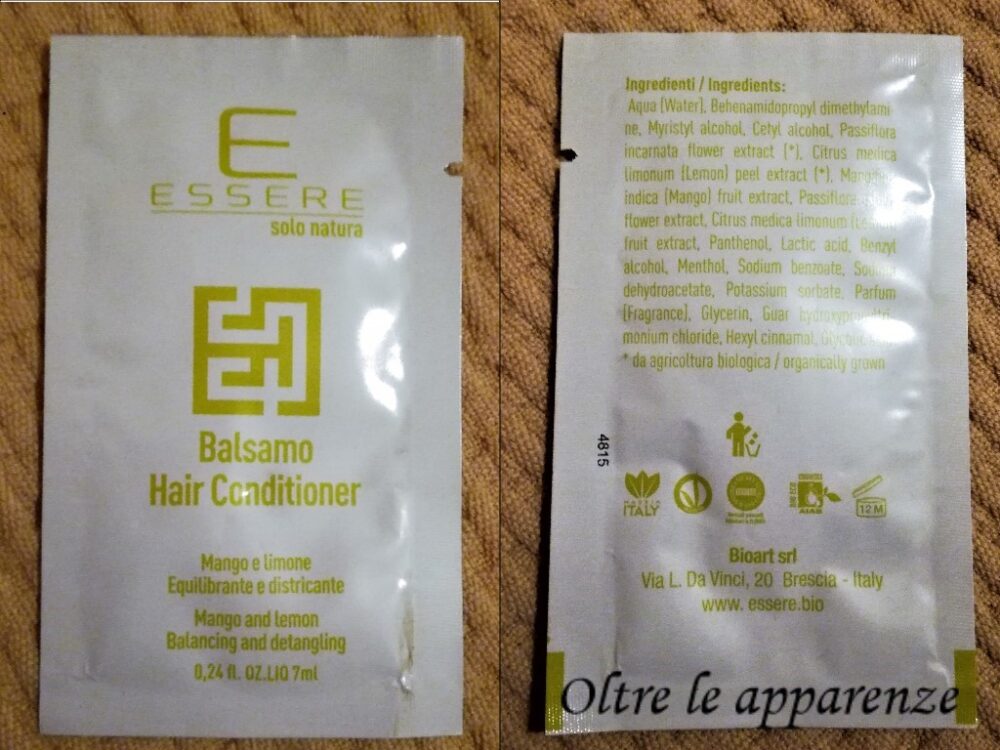 E
ESSERE
solo natura
Balsamo
Hair Conditioner
Mango e limone
Equilibrante e districante
Mango and lemon
Balancing and detangling
0,24 fl. OZ.LIQ 7ml
Ingredienti / Ingredients:
Aqua (Water), Behenamidopropyl dimethylami-
ne, Myristyl alcohol, Cetyl alcohol, Passiflora
incarnata flower extract (*), Citrus medica
limonum (Lemon) peel extract (*),
indica (Mango) fruit extract, Passiflora
flower extract, Citrus medica limonum
fruit extract, Panthenol, Lactic acid, Benzyl
alcohol, Menthol, Sodium benzoate,
dehydroacetate, Potassium sorbate, Parfum
(Fragrance), Glycerin, Guar
monium chloride, Hexyl cinnamal,
* da agricoltura biologica / organically grown
4815
MADE IN
ITALY
AIAB
12 M
Bioart srl
Via L. Da Vinci, 20 Brescia - Italy
www. essere.bio
Oltre le apparenze